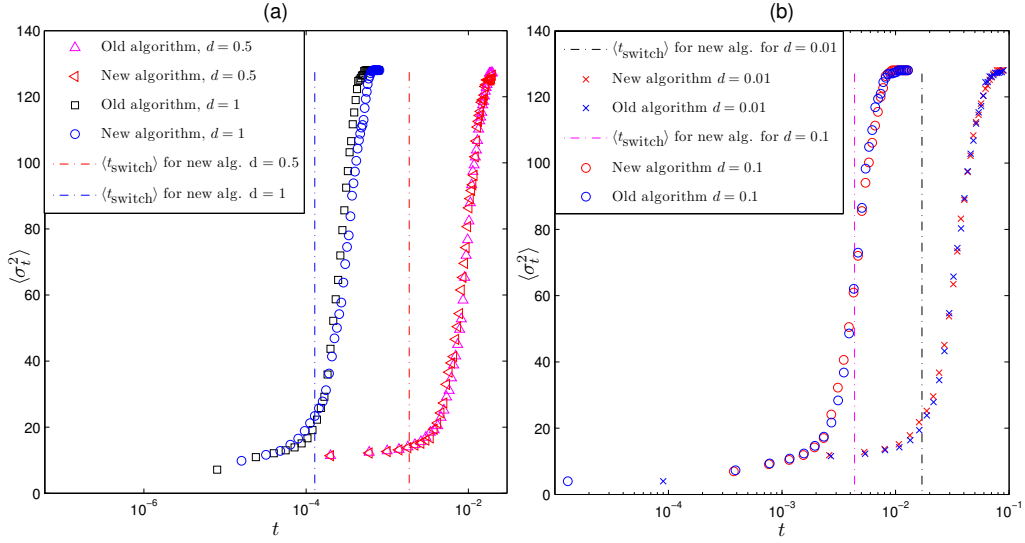 (a)
140
120
100
80
60
40
20
0
⟨σ_t^2⟩
Old algorithm, d = 0.5
New algorithm, d = 0.5
Old algorithm, d = 1
New algorithm, d = 1
⟨t_switch⟩ for new alg. d = 0.5
⟨t_switch⟩ for new alg. d = 1
10^−6
10^−4
10^−2
t
(b)
140
120
100
80
60
40
20
0
⟨σ_t^2⟩
⟨t_switch⟩ for new alg. for d = 0.01
New algorithm d = 0.01
Old algorithm d = 0.01
⟨t_switch⟩ for new alg. for d = 0.1
New algorithm d = 0.1
Old algorithm d = 0.1
10^−4
10^−3
10^−2
10^−1
t